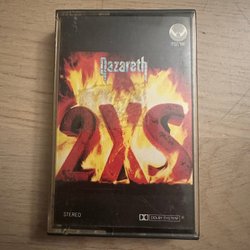 Nazareth
2XS
STEREO
DOLBY SYSTEM